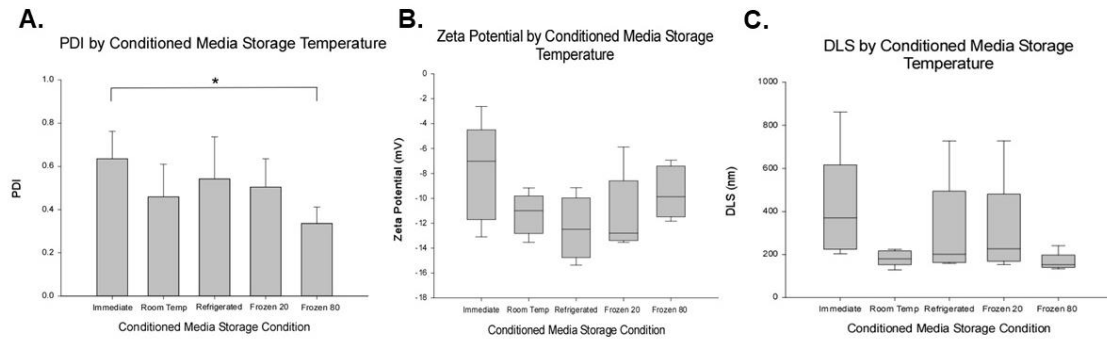 A.
PDI by Conditioned Media Storage Temperature
1.0
0.8
0.6
0.4
0.2
0.0
PDI
*
Immediate Room Temp Refrigerated Frozen 20 Frozen 80
Conditioned Media Storage Condition
B.
Zeta Potential by Conditioned Media Storage
Temperature
0
-2
-4
-6
-8
-10
-12
-14
-16
-18
Zeta Potential (mV)
Immediate Room Temp Refrigerated Frozen 20 Frozen 80
Conditioned Media Storage Condition
C.
DLS by Conditioned Media Storage
Temperature
1000
800
600
400
200
0
DLS (nm)
Immediate Room Temp Refrigerated Frozen 20 Frozen 80
Conditioned Media Storage Condition